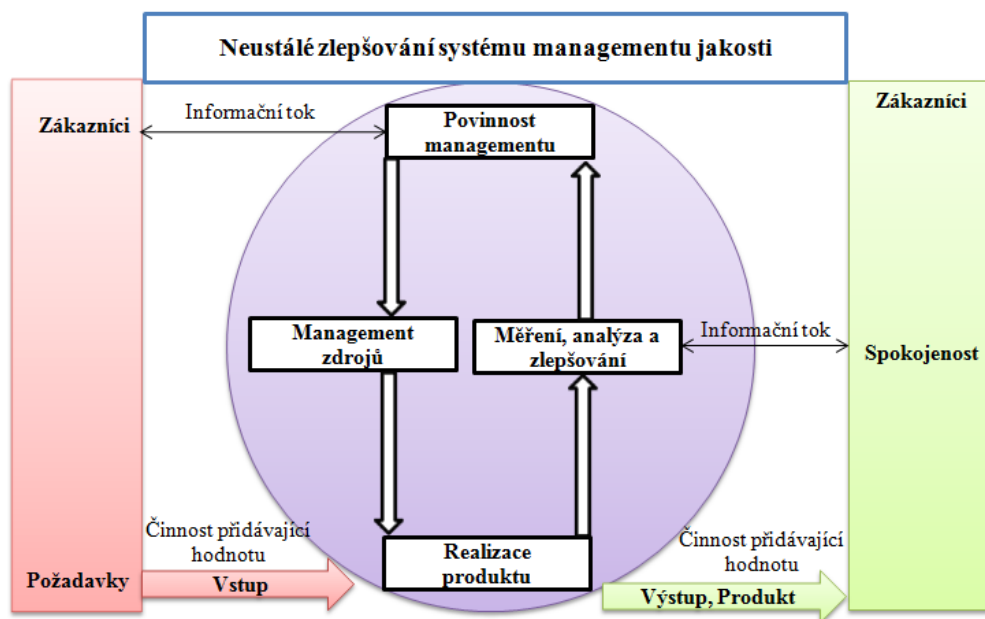 Neustálé zlepšování systému managementu jakosti
Zákazníci
Informační tok
Povinnost
managementu
Zákazníci
Management
zdrojů
Měření, analýza a
zlepšování
Informační tok
Spokojenost
Činnost přidávající
hodnotu
Požadavky
Vstup
Realizace
produktu
Činnost přidávající
hodnotu
Výstup, Produkt